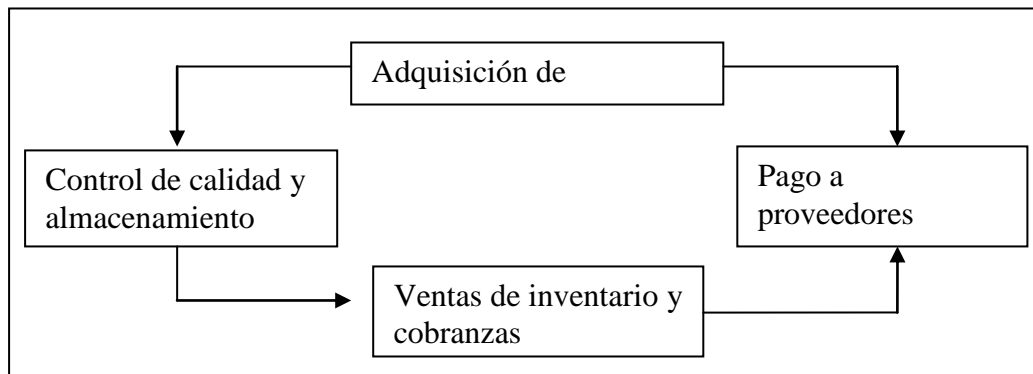 Adquisición de
Control de calidad y
almacenamiento
Pago a
proveedores
Ventas de inventario y
cobranzas